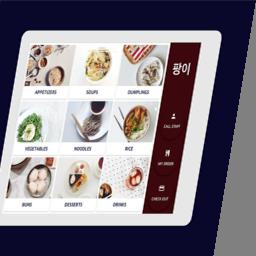 팡이
APPETIZERS
SOUPS
DUMPLINGS
CALL STAFF
VEGETABLES
NOODLES
RICE
MY ORDER
BUNS
DESSERTS
DRINKS
CHECK OUT